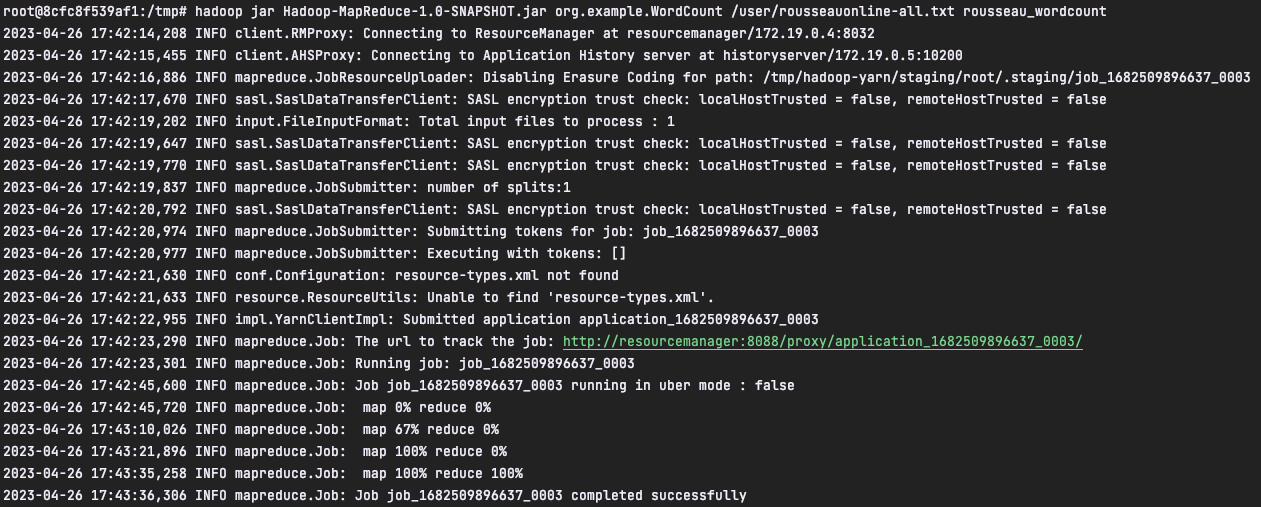 root@8cfc8f539af1:/tmp# hadoop jar Hadoop-MapReduce-1.0-SNAPSHOT.jar org.example.WordCount /user/rousseauonline-all.txt rousseau_wordcount
2023-04-26 17:42:14,208 INFO client.RMProxy: Connecting to ResourceManager at resourcemanager/172.19.0.4:8032
2023-04-26 17:42:15,455 INFO client.AHSProxy: Connecting to Application History server at historyserver/172.19.0.5:10200
2023-04-26 17:42:16,886 INFO mapreduce.JobResourceUploader: Disabling Erasure Coding for path: /tmp/hadoop-yarn/staging/root/.staging/job_1682509896637_0003
2023-04-26 17:42:17,670 INFO sasl.SaslDataTransferClient: SASL encryption trust check: localHostTrusted = false, remoteHostTrusted = false
2023-04-26 17:42:19,202 INFO input.FileInputFormat: Total input files to process : 1
2023-04-26 17:42:19,647 INFO sasl.SaslDataTransferClient: SASL encryption trust check: localHostTrusted = false, remoteHostTrusted = false
2023-04-26 17:42:19,770 INFO sasl.SaslDataTransferClient: SASL encryption trust check: localHostTrusted = false, remoteHostTrusted = false
2023-04-26 17:42:19,837 INFO mapreduce.JobSubmitter: number of splits:1
2023-04-26 17:42:20,792 INFO sasl.SaslDataTransferClient: SASL encryption trust check: localHostTrusted = false, remoteHostTrusted = false
2023-04-26 17:42:20,974 INFO mapreduce.JobSubmitter: Submitting tokens for job: job_1682509896637_0003
2023-04-26 17:42:20,977 INFO mapreduce.JobSubmitter: Executing with tokens: []
2023-04-26 17:42:21,630 INFO conf.Configuration: resource-types.xml not found
2023-04-26 17:42:21,633 INFO resource.ResourceUtils: Unable to find 'resource-types.xml'.
2023-04-26 17:42:22,955 INFO impl.YarnClientImpl: Submitted application application_1682509896637_0003
2023-04-26 17:42:23,290 INFO mapreduce.Job: The url to track the job: http://resourcemanager:8088/proxy/application_1682509896637_0003/
2023-04-26 17:42:23,301 INFO mapreduce.Job: Running job: job_1682509896637_0003
2023-04-26 17:42:45,600 INFO mapreduce.Job: Job job_1682509896637_0003 running in uber mode : false
2023-04-26 17:42:45,720 INFO mapreduce.Job:  map 0% reduce 0%
2023-04-26 17:43:10,026 INFO mapreduce.Job:  map 67% reduce 0%
2023-04-26 17:43:21,896 INFO mapreduce.Job:  map 100% reduce 0%
2023-04-26 17:43:35,258 INFO mapreduce.Job:  map 100% reduce 100%
2023-04-26 17:43:36,306 INFO mapreduce.Job: Job job_1682509896637_0003 completed successfully